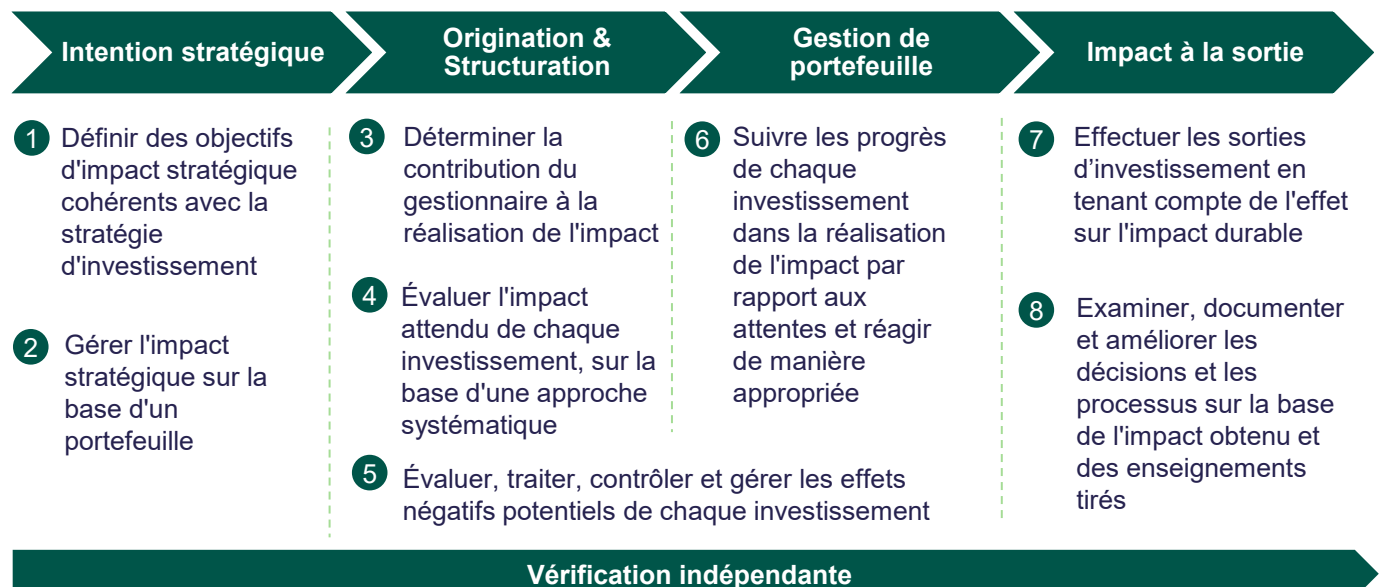 Intention stratégique
Origination &
Structuration
Gestion de
portefeuille
Impact à la sortie
1 Définir des objectifs
d'impact stratégique
cohérents avec la
stratégie
d'investissement
2 Gérer l'impact
stratégique sur la
base d'un
portefeuille
3 Déterminer la
contribution du
gestionnaire à la
réalisation de l'impact
4 Évaluer l'impact
attendu de chaque
investissement, sur la
base d'une approche
systématique
5 Évaluer, traiter, contrôler et gérer les effets
négatifs potentiels de chaque investissement
6 Suivre les progrès
de chaque
investissement
dans la réalisation
de l'impact par
rapport aux
attentes et réagir
de manière
appropriée
7 Effectuer les sorties
d’investissement en
tenant compte de l'effet
sur l'impact durable
8 Examiner, documenter
et améliorer les
décisions et les
processus sur la base
de l'impact obtenu et
des enseignements
tirés
Vérification indépendante